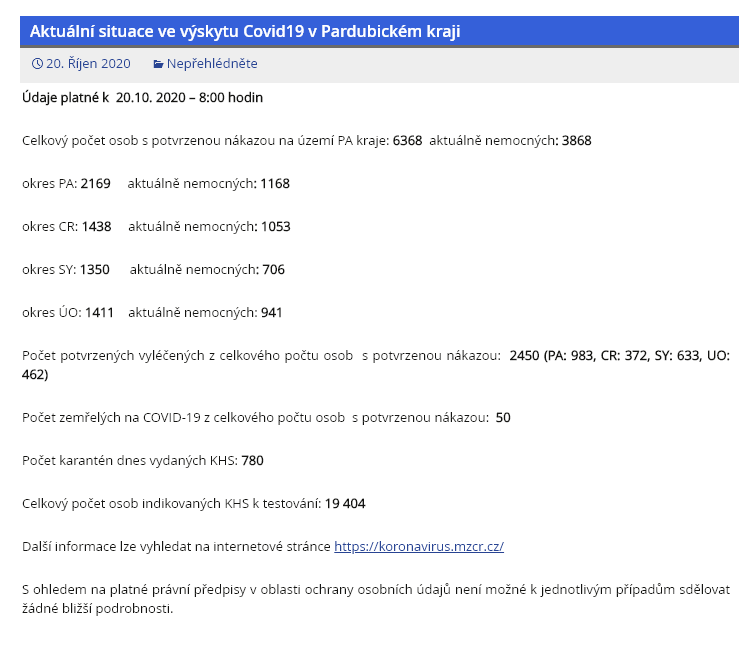 Aktuální situace ve výskytu Covid19 v Pardubickém kraji
20. Říjen 2020 Nepřehlédněte
Údaje platné k 20.10. 2020 – 8:00 hodin
Celkový počet osob s potvrzenou nákazou na území PA kraje: 6368 aktuálně nemocných: 3868
okres PA: 2169 aktuálně nemocných: 1168
okres CR: 1438 aktuálně nemocných: 1053
okres SY: 1350 aktuálně nemocných: 706
okres ÚO: 1411 aktuálně nemocných: 941
Počet potvrzených vyléčených z celkového počtu osob s potvrzenou nákazou: 2450 (PA: 983, CR: 372, SY: 633, UO:
462)
Počet zemřelých na COVID-19 z celkového počtu osob s potvrzenou nákazou: 50
Počet karantén dnes vydaných KHS: 780
Celkový počet osob indikovaných KHS k testování: 19 404
Další informace lze vyhledat na internetové stránce https://koronavirus.mzcr.cz/
S ohledem na platné právní předpisy v oblasti ochrany osobních údajů není možné k jednotlivým případům sdělovat
žádné bližší podrobnosti.